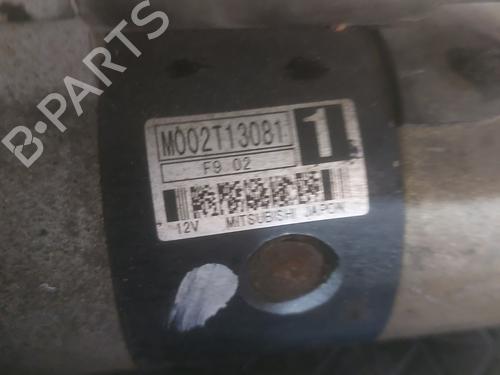 B-PARTS
M002T13081
1
F9 02
12V MITSUBISHI JAPAN